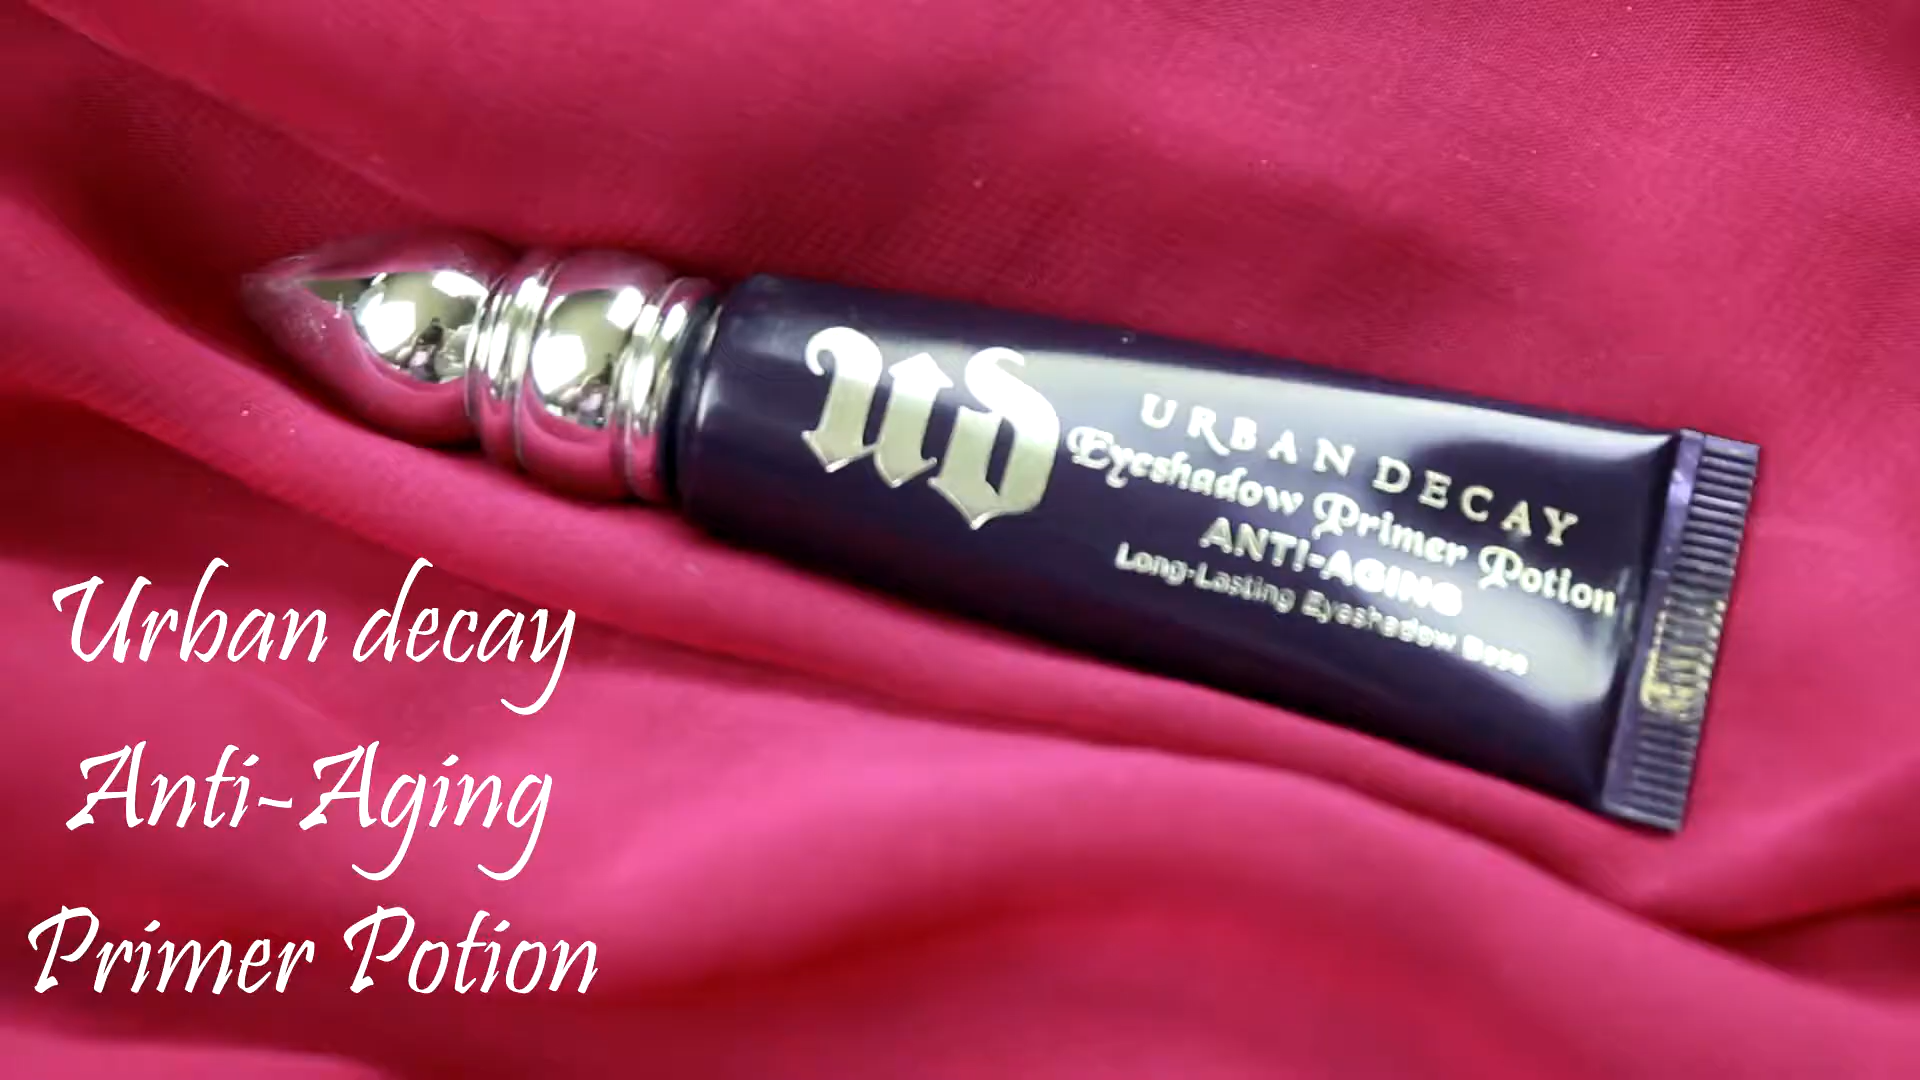 ud
URBAN DECAY
Eyeshadow Primer Potion
ANTI-AGING
Long-Lasting Eyeshadow Base
Urban decay
Anti-Aging
Primer Potion